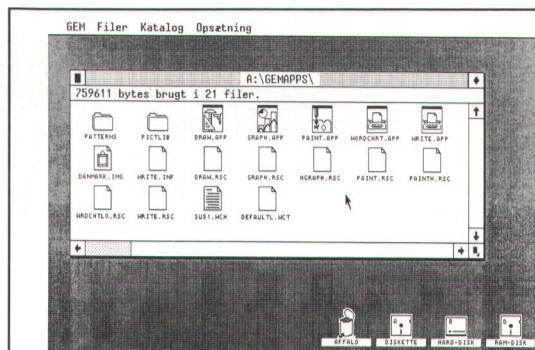 GEM Filer Katalog Opsætning
A:\GEMAPPS\
759611 bytes brugt i 21 filer.
PATTERNS PICTLIB DRAW.APP GRAPH.APP PAINT.APP WORDCHRT.APP WRITE.APP
DANMARK.IMG WRITE.INF DRAW.RSC GRAPH.RSC HGRAPH.RSC PAINT.RSC PAINTH.RSC
WRDCHTLO.RSC WRITE.RSC SUS1.WCH DEFAULTL.WCT
A C D
AFFALD DISKETTE HARD-DISK RAM-DISK